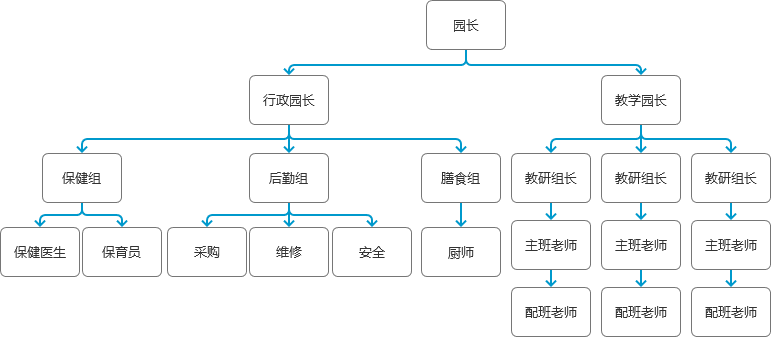 园长
行政园长
教学园长
保健组
后勤组
膳食组
教研组长
教研组长
教研组长
保健医生
保育员
采购
维修
安全
厨师
主班老师
主班老师
主班老师
配班老师
配班老师
配班老师